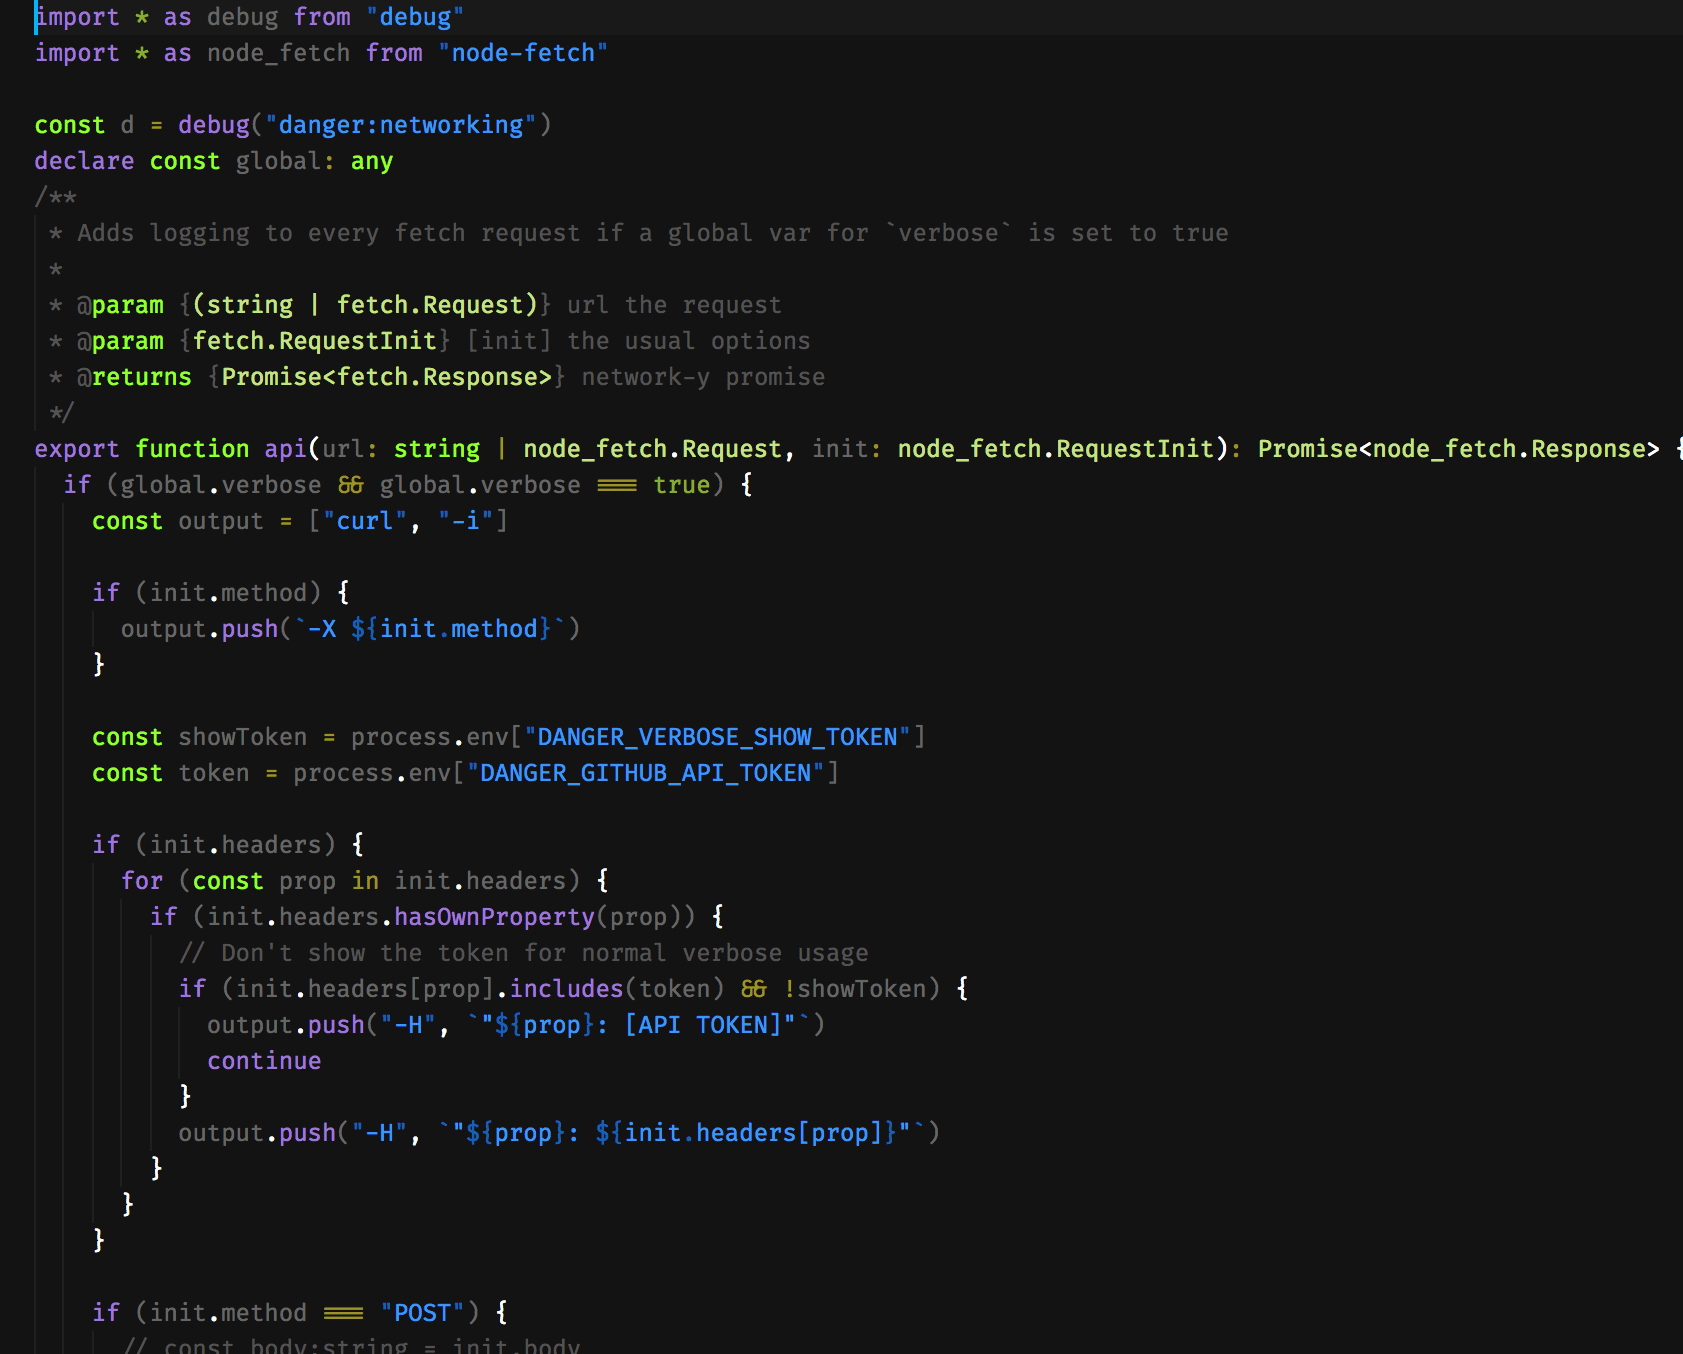 import * as debug from "debug"
import * as node_fetch from "node-fetch"
const d = debug("danger:networking")
declare const global: any
/**
* Adds logging to every fetch request if a global var for `verbose` is set to true
*
* @param {(string | fetch.Request)} url the request
* @param {fetch.RequestInit} [init] the usual options
* @returns {Promise<fetch.Response>} network-y promise
*/
export function api(url: string | node_fetch.Request, init: node_fetch.RequestInit): Promise<node_fetch.Response> {
if (global.verbose && global.verbose === true) {
const output = ["curl", "-i"]
if (init.method) {
output.push(`-X ${init.method}`)
}
const showToken = process.env["DANGER_VERBOSE_SHOW_TOKEN"]
const token = process.env["DANGER_GITHUB_API_TOKEN"]
if (init.headers) {
for (const prop in init.headers) {
if (init.headers.hasOwnProperty(prop)) {
// Don't show the token for normal verbose usage
if (init.headers[prop].includes(token) && !showToken) {
output.push("-H", `"${prop}: [API TOKEN]"`)
continue
}
output.push("-H", `"${prop}: ${init.headers[prop]}"`)
}
}
}
if (init.method === "POST") {
// const body:string = init.body